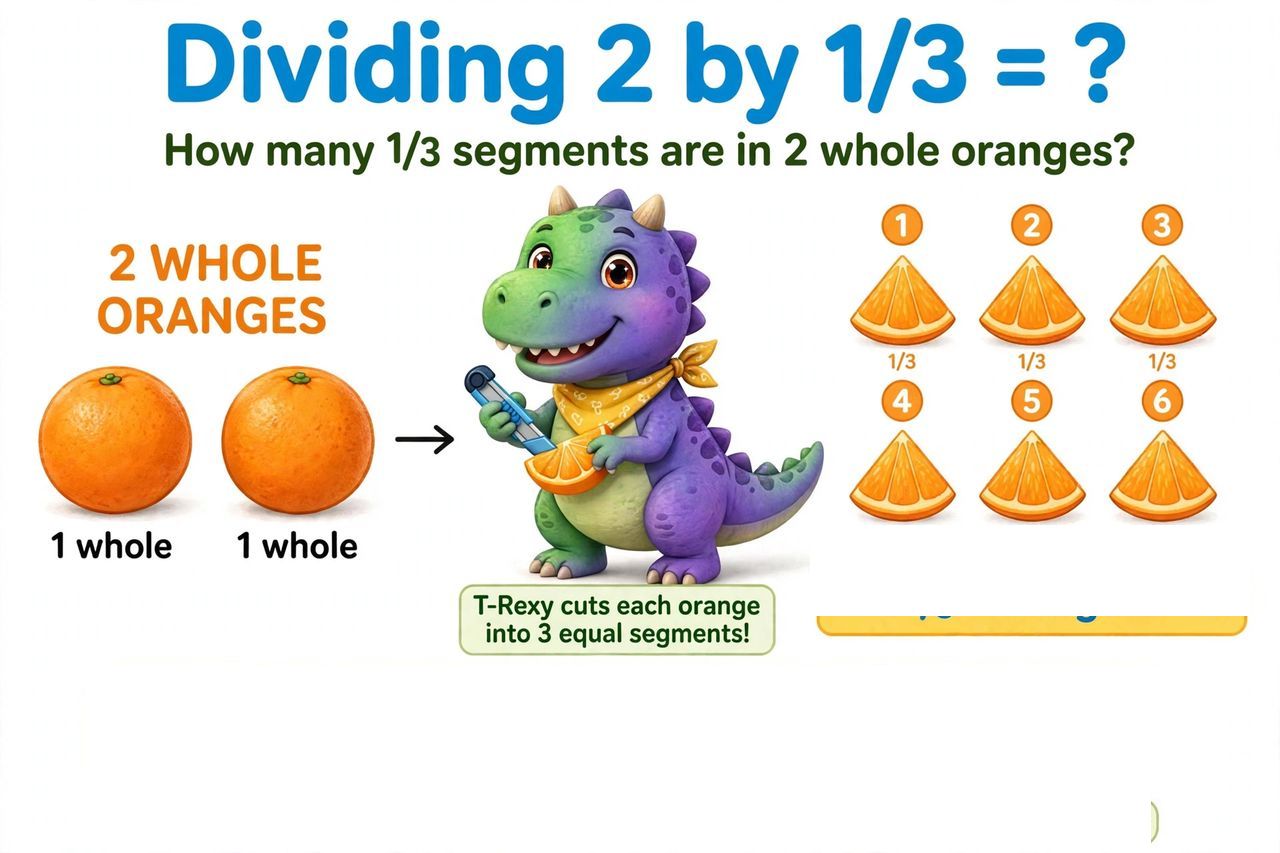 Dividing 2 by 1/3 = ?
How many 1/3 segments are in 2 whole oranges?
2 WHOLE
ORANGES
1 whole 1 whole
T-Rexy cuts each orange
into 3 equal segments!
1 2 3
1/3 1/3 1/3
4 5 6